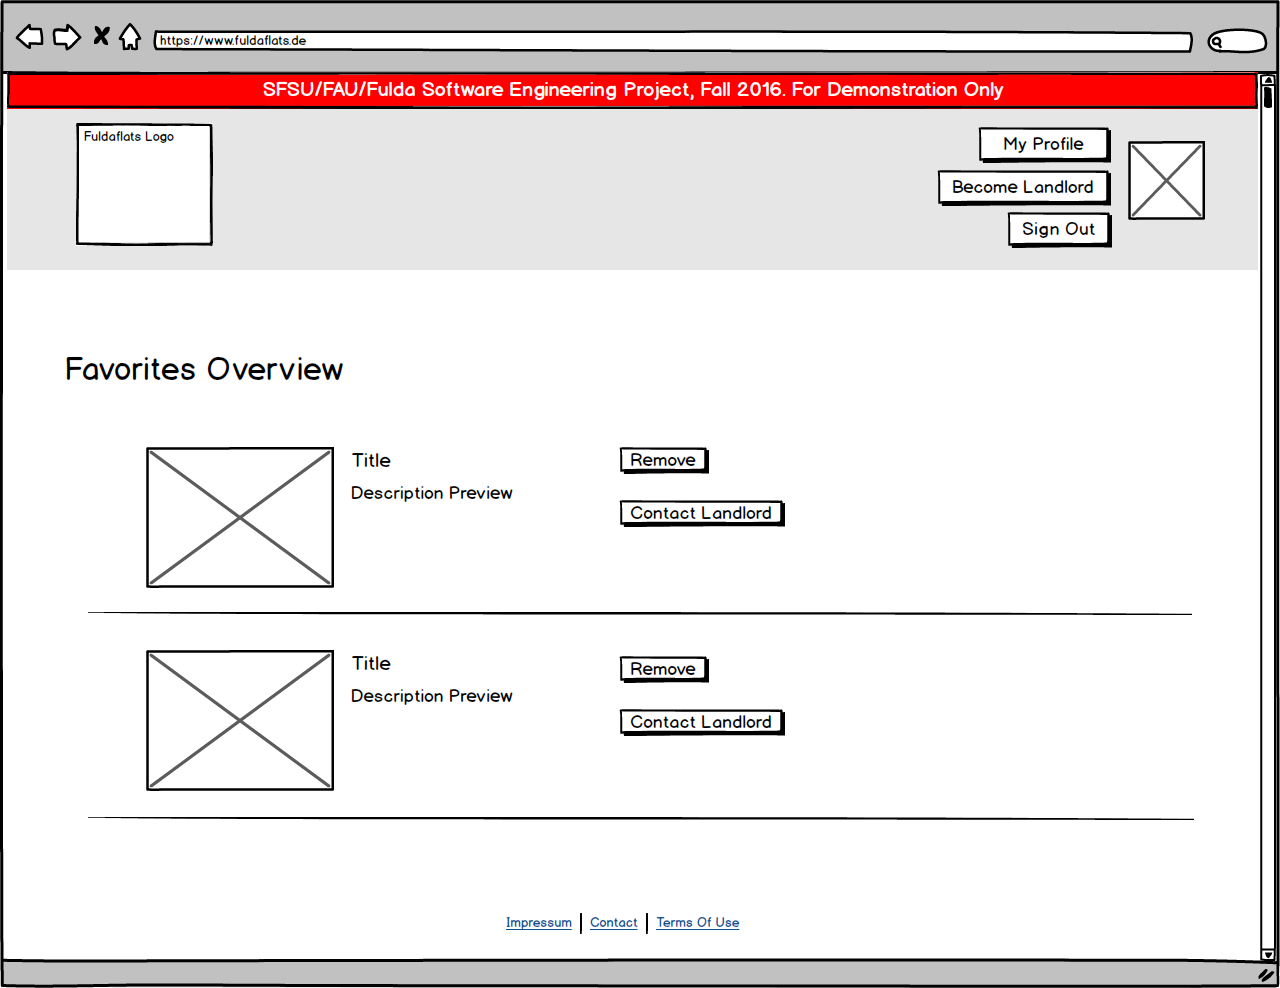 https://www.fuldaflats.de
SFSU/FAU/Fulda Software Engineering Project, Fall 2016. For Demonstration Only
Fuldaflats Logo
My Profile
Become Landlord
Sign Out
Favorites Overview
Title
Description Preview
Remove
Contact Landlord
Title
Description Preview
Remove
Contact Landlord
Impressum
Contact
Terms Of Use